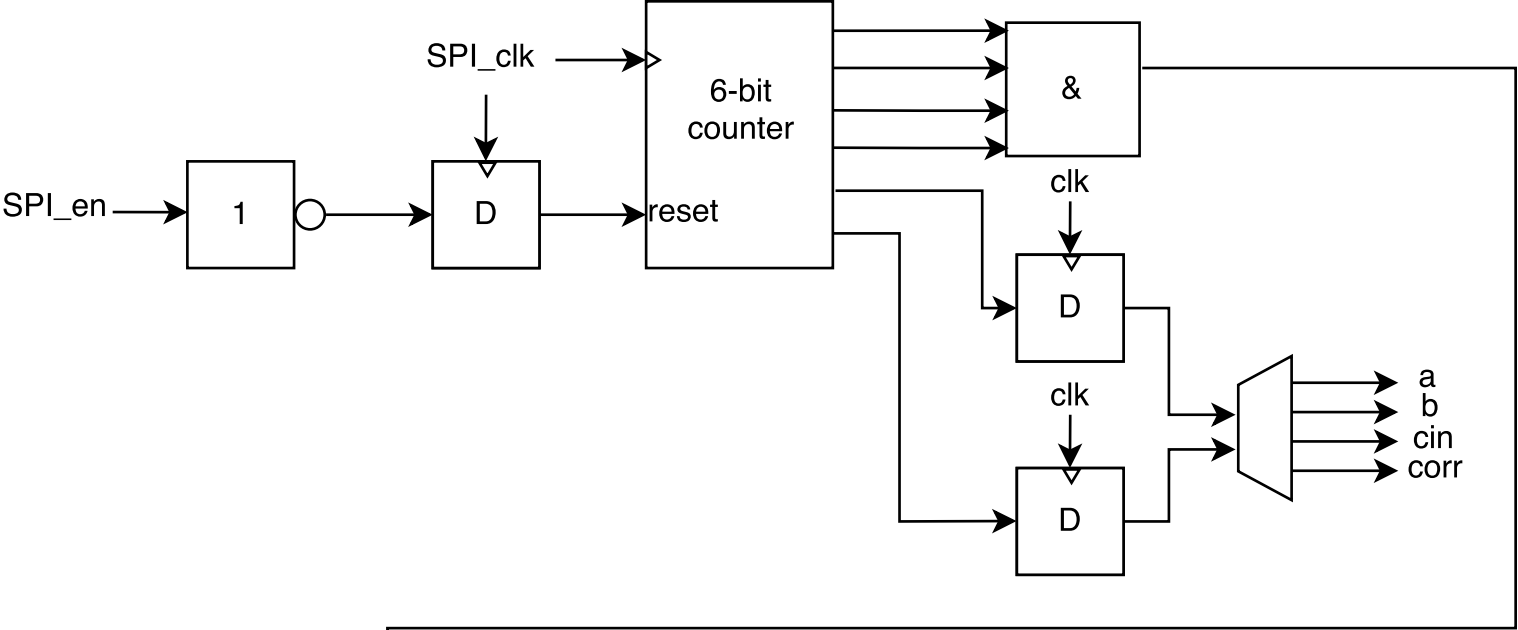 SPI_clk
6-bit
counter
&
clk
SPI_en
1
D
reset
D
clk
a
b
cin
corr
D